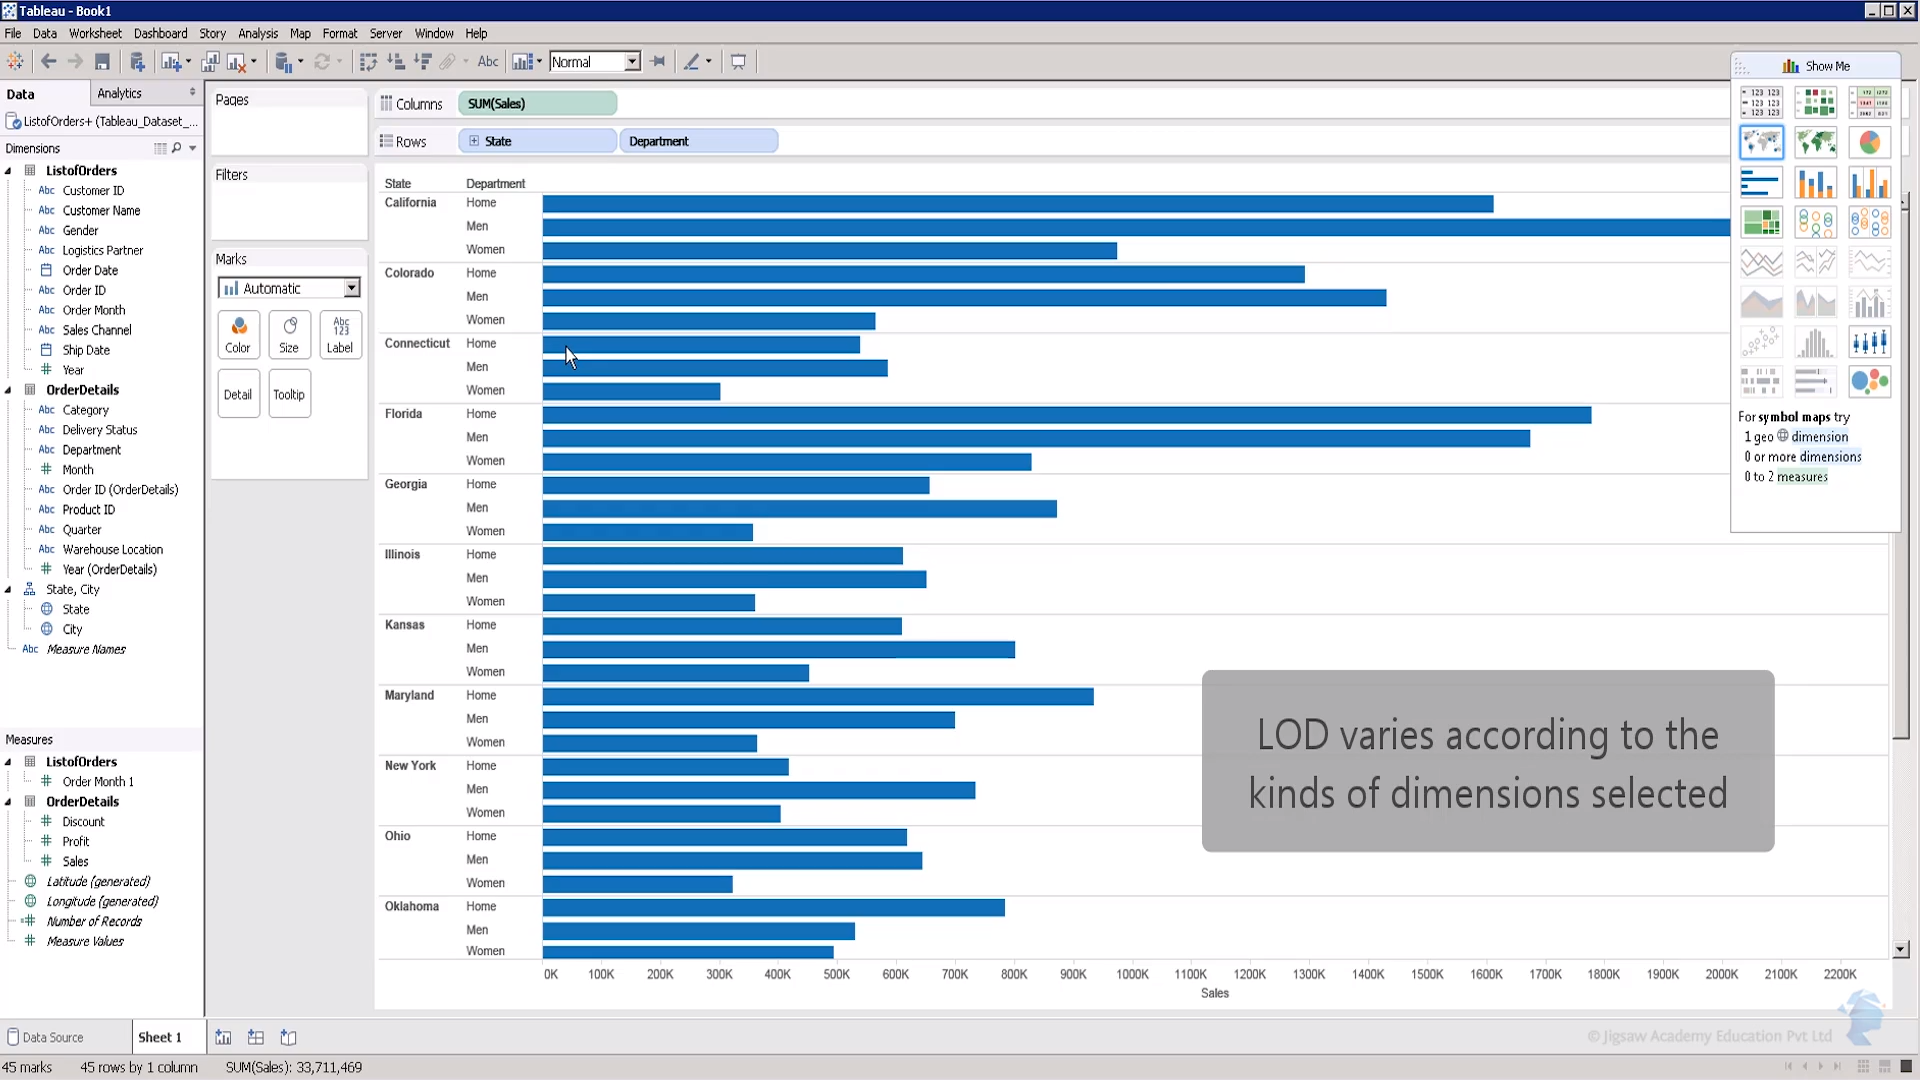 Tableau - Book1
File Data Worksheet Dashboard Story Analysis Map Format Server Window Help
Abc Normal
Show Me
Data Analytics
ListofOrders+ (Tableau_Dataset_...
Dimensions
ListofOrders
Abc Customer ID
Abc Customer Name
Abc Gender
Abc Logistics Partner
Order Date
Abc Order ID
Abc Order Month
Abc Sales Channel
Ship Date
Year
OrderDetails
Abc Category
Abc Delivery Status
Abc Department
Month
Abc Order ID (OrderDetails)
Abc Product ID
Abc Quarter
Abc Warehouse Location
Year (OrderDetails)
State, City
State
City
Abc Measure Names
Measures
ListofOrders
Order Month 1
OrderDetails
Discount
Profit
Sales
Latitude (generated)
Longitude (generated)
Number of Records
Measure Values
Pages
Filters
Marks
Automatic
Color Size Abc 123 Label
Detail Tooltip
Columns SUM(Sales)
Rows State Department
State Department
California Home
Men
Women
Colorado Home
Men
Women
Connecticut Home
Men
Women
Florida Home
Men
Women
Georgia Home
Men
Women
Illinois Home
Men
Women
Kansas Home
Men
Women
Maryland Home
Men
Women
New York Home
Men
Women
Ohio Home
Men
Women
Oklahoma Home
Men
Women
0K 100K 200K 300K 400K 500K 600K 700K 800K 900K 1000K 1100K 1200K 1300K 1400K 1500K 1600K 1700K 1800K 1900K 2000K 2100K 2200K
Sales
For symbol maps try
1 geo dimension
0 or more dimensions
0 to 2 measures
LOD varies according to the
kinds of dimensions selected
© Jigsaw Academy Education Pvt Ltd
Data Source Sheet 1
45 marks 45 rows by 1 column SUM(Sales): 33,711,469